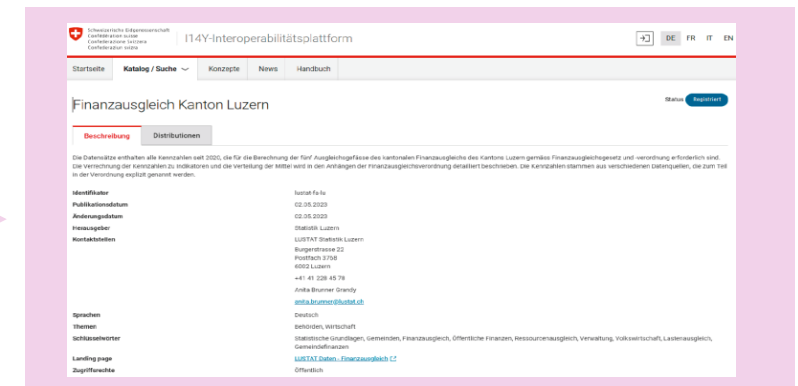 Schweizerische Eidgenossenschaft
Confédération suisse
Confederazione Svizzera
Confederaziun svizra
I14Y-Interoperabilitätsplattform
DE FR IT EN
Startseite Katalog / Suche Konzepte News Handbuch
Finanzausgleich Kanton Luzern
Status Registriert
Beschreibung Distributionen
Die Datensätze enthalten alle Kennzahlen seit 2020, die für die Berechnung der fünf Ausgleichsgefässe des kantonalen Finanzausgleichs des Kantons Luzern gemäss Finanzausgleichsgesetz und -verordnung erforderlich sind.
Die Verrechnung der Kennzahlen zu Indikatoren und die Verteilung der Mittel wird in den Anhängen der Finanzausgleichsverordnung detailliert beschrieben. Die Kennzahlen stammen aus verschiedenen Datenquellen, die zum Teil
in der Verordnung explizit genannt werden.
Identifikator lustat-fa-lu
Publikationsdatum 02.05.2023
Änderungsdatum 02.05.2023
Herausgeber Statistik Luzern
Kontaktstellen LUSTAT Statistik Luzern
Burgerstrasse 22
Postfach 3768
6002 Luzern
+41 41 228 45 78
Anita Brunner Grandy
anita.brunner@lustat.ch
Sprachen Deutsch
Themen Behörden, Wirtschaft
Schlüsselwörter Statistische Grundlagen, Gemeinden, Finanzausgleich, Öffentliche Finanzen, Ressourcenausgleich, Verwaltung, Volkswirtschaft, Lastenausgleich,
Gemeindefinanzen
Landing page LUSTAT Daten - Finanzausgleich
Zugriffsrechte Öffentlich